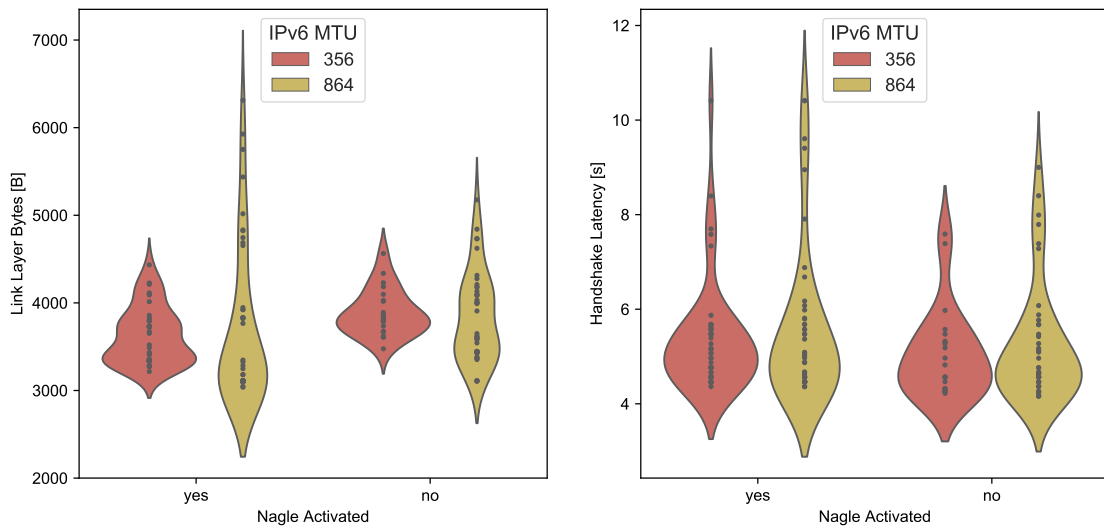 Link Layer Bytes [B]
7000
6000
5000
4000
3000
2000
IPv6 MTU
356
864
yes
no
Nagle Activated
Handshake Latency [s]
12
10
8
6
4
IPv6 MTU
356
864
yes
no
Nagle Activated